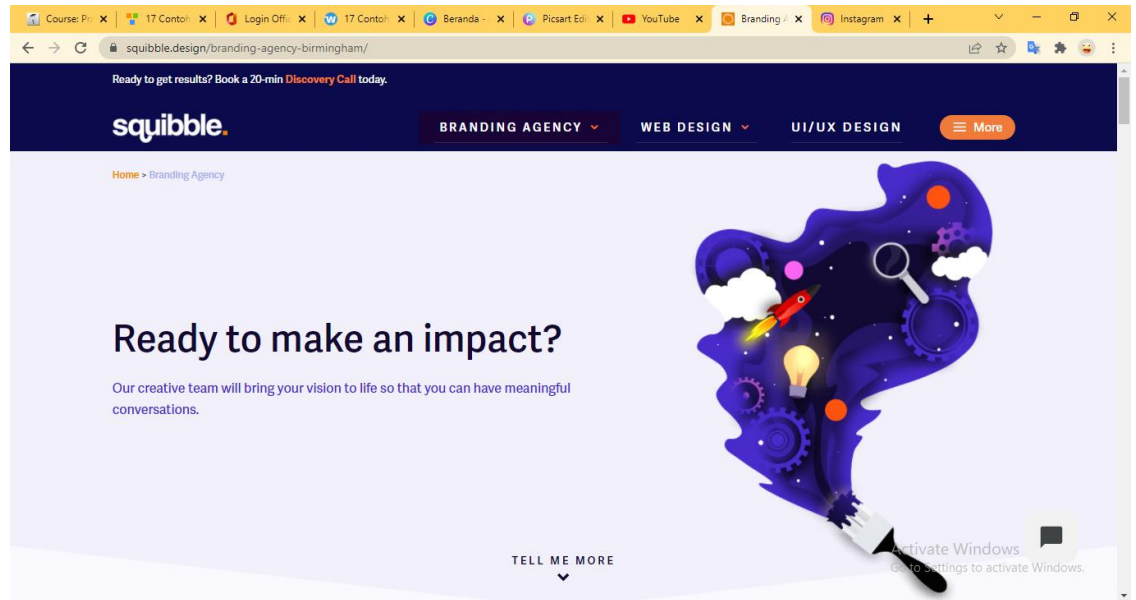 Course: Pr
17 Contoh
Login Offic
17 Contoh
Beranda -
Picsart Edi
YouTube
Branding A
Instagram
squibble.design/branding-agency-birmingham/
Ready to get results? Book a 20-min Discovery Call today.
squibble.
BRANDING AGENCY
WEB DESIGN
UI/UX DESIGN
More
Home > Branding Agency
Ready to make an impact?
Our creative team will bring your vision to life so that you can have meaningful
conversations.
TELL ME MORE
Activate Windows
Go to Settings to activate Windows.